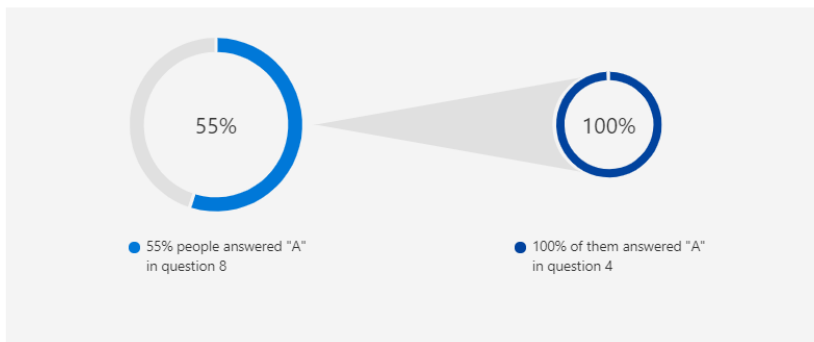 55%
100%
55% people answered "A"
in question 8
100% of them answered "A"
in question 4